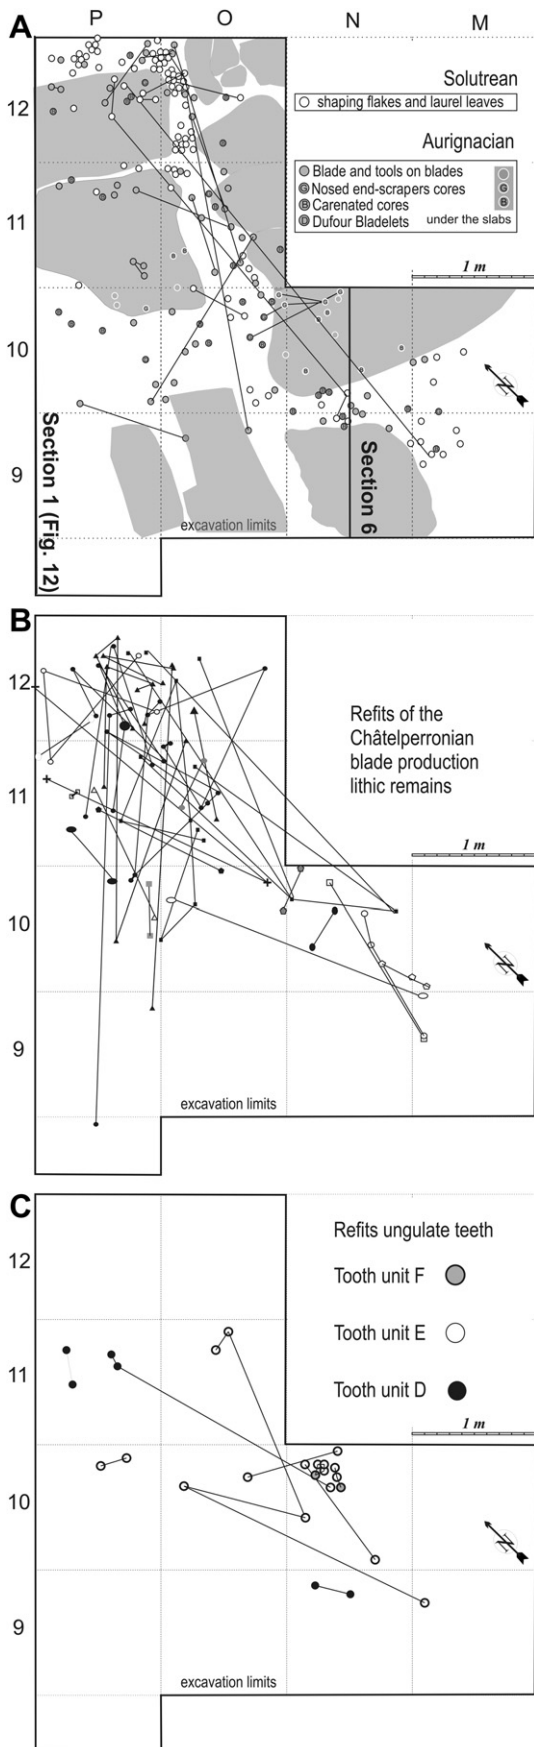 P O N M
A
12
11
10
9
Solutrean
shaping flakes and laurel leaves
Aurignacian
Blade and tools on blades
G Nosed end-scrapers cores G
B Carenated cores B
D Dufour Bladelets under the slabs
1 m
N
Section 1 (Fig. 12)
Section 6
excavation limits
B
12
11
10
9
Refits of the
Châtelperronian
blade production
lithic remains
1 m
N
excavation limits
C
12
11
10
9
Refits ungulate teeth
Tooth unit F
Tooth unit E
Tooth unit D
1 m
N
excavation limits